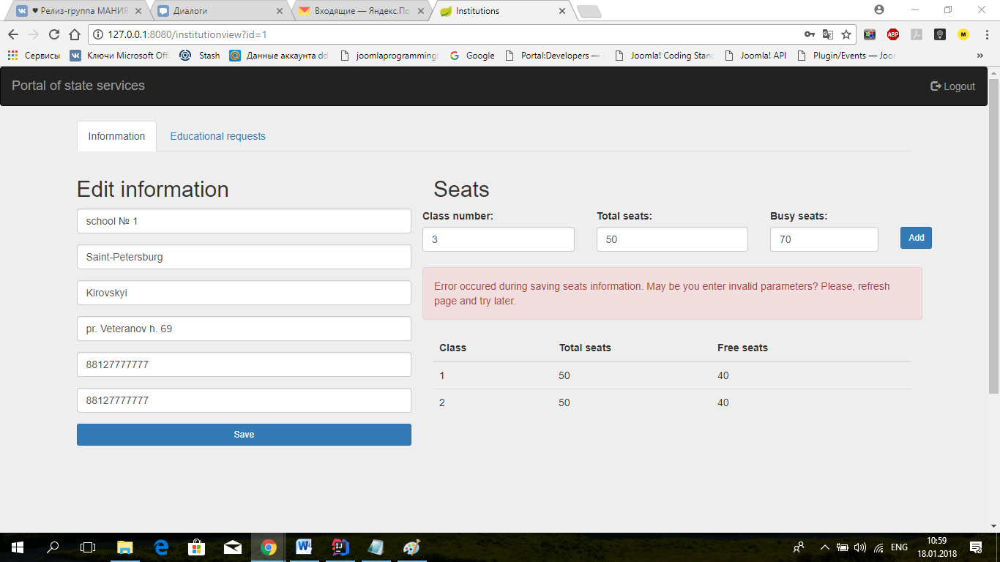 ♥ Релиз-группа МАНИЯ
Диалоги
Входящие — Яндекс.По
Institutions
127.0.0.1:8080/institutionview?id=1
ABP
M
Сервисы
Ключи Microsoft Offi
Stash
Данные аккаунта dd
joomlaprogramming
Google
Portal:Developers —
Joomla! Coding Stand
Joomla! API
Plugin/Events — Joom
»
Portal of state services
Logout
Infornmation
Educational requests
Edit information
school № 1
Saint-Petersburg
Kirovskyi
pr. Veteranov h. 69
88127777777
88127777777
Save
Seats
Class number:
Total seats:
Busy seats:
3
50
70
Add
Error occured during saving seats information. May be you enter invalid parameters? Please, refresh
page and try later.
Class
Total seats
Free seats
1
50
40
2
50
40
ENG
10:59
18.01.2018